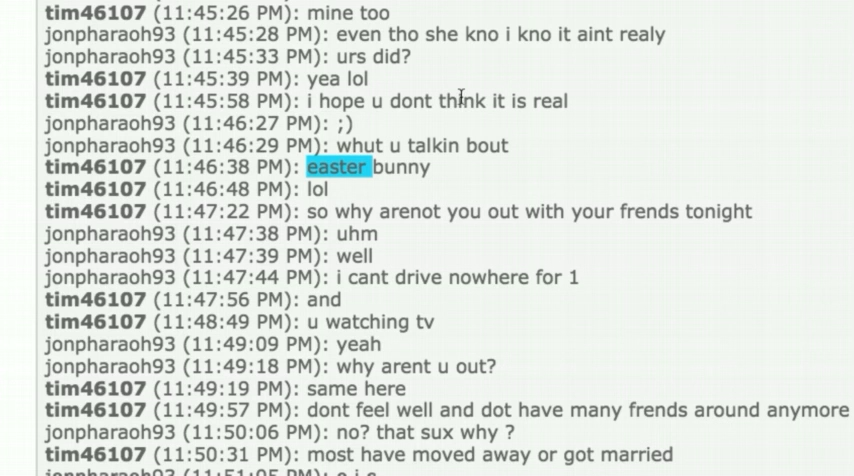 tim46107 (11:45:26 PM): mine too
jonpharaoh93 (11:45:28 PM): even tho she kno i kno it aint realy
jonpharaoh93 (11:45:33 PM): urs did?
tim46107 (11:45:39 PM): yea lol
tim46107 (11:45:58 PM): i hope u dont think it is real
jonpharaoh93 (11:46:27 PM): ;)
jonpharaoh93 (11:46:29 PM): whut u talkin bout
tim46107 (11:46:38 PM): easter bunny
tim46107 (11:46:48 PM): lol
tim46107 (11:47:22 PM): so why arenot you out with your frends tonight
jonpharaoh93 (11:47:38 PM): uhm
jonpharaoh93 (11:47:39 PM): well
jonpharaoh93 (11:47:44 PM): i cant drive nowhere for 1
tim46107 (11:47:56 PM): and
tim46107 (11:48:49 PM): u watching tv
jonpharaoh93 (11:49:09 PM): yeah
jonpharaoh93 (11:49:18 PM): why arent u out?
tim46107 (11:49:19 PM): same here
tim46107 (11:49:57 PM): dont feel well and dot have many frends around anymore
jonpharaoh93 (11:50:06 PM): no? that sux why ?
tim46107 (11:50:31 PM): most have moved away or got married
jonpharaoh93 (11:51:05 PM):